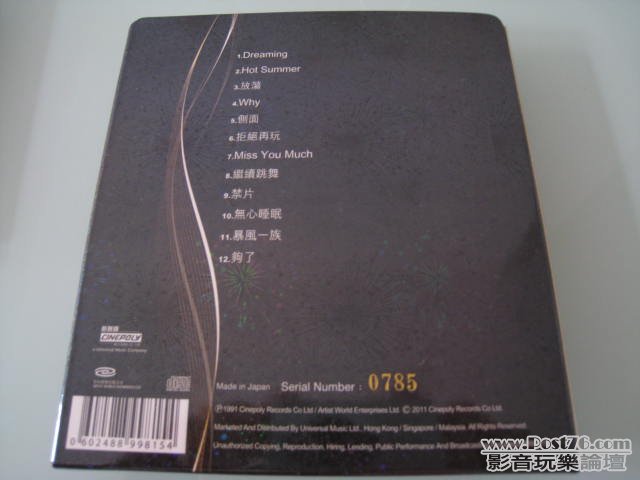 1.Dreaming
2.Hot Summer
3.放蕩
4.Why
5.側面
6.拒絕再玩
7.Miss You Much
8.繼續跳舞
9.禁片
10.無心睡眠
11.暴風一族
12.夠了
新藝寶
CINEPOLY
a Universal Music Company
Made in Japan Serial Number : 0785
Ⓟ1991 Cinepoly Records Co Ltd / Artist World Enterprises Ltd © 2011 Cinepoly Records Co Ltd.
Marketed And Distributed By Universal Music Ltd., Hong Kong / Singapore / Malaysia. All Rights Reserved.
Unauthorized Copying, Reproduction, Hiring, Lending, Public Performance And Broadcasting
0 602488 998154
www.Post76.com
影音玩樂論壇